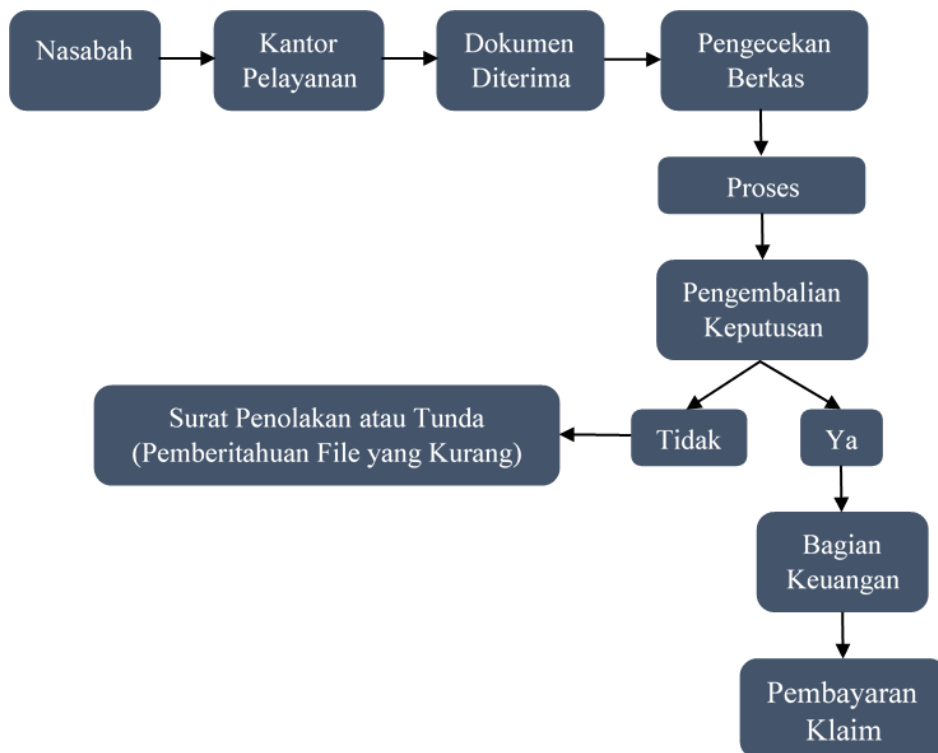 Nasabah
Kantor
Pelayanan
Dokumen
Diterima
Pengecekan
Berkas
Proses
Pengembalian
Keputusan
Surat Penolakan atau Tunda
(Pemberitahuan File yang Kurang)
Tidak
Ya
Bagian
Keuangan
Pembayaran
Klaim